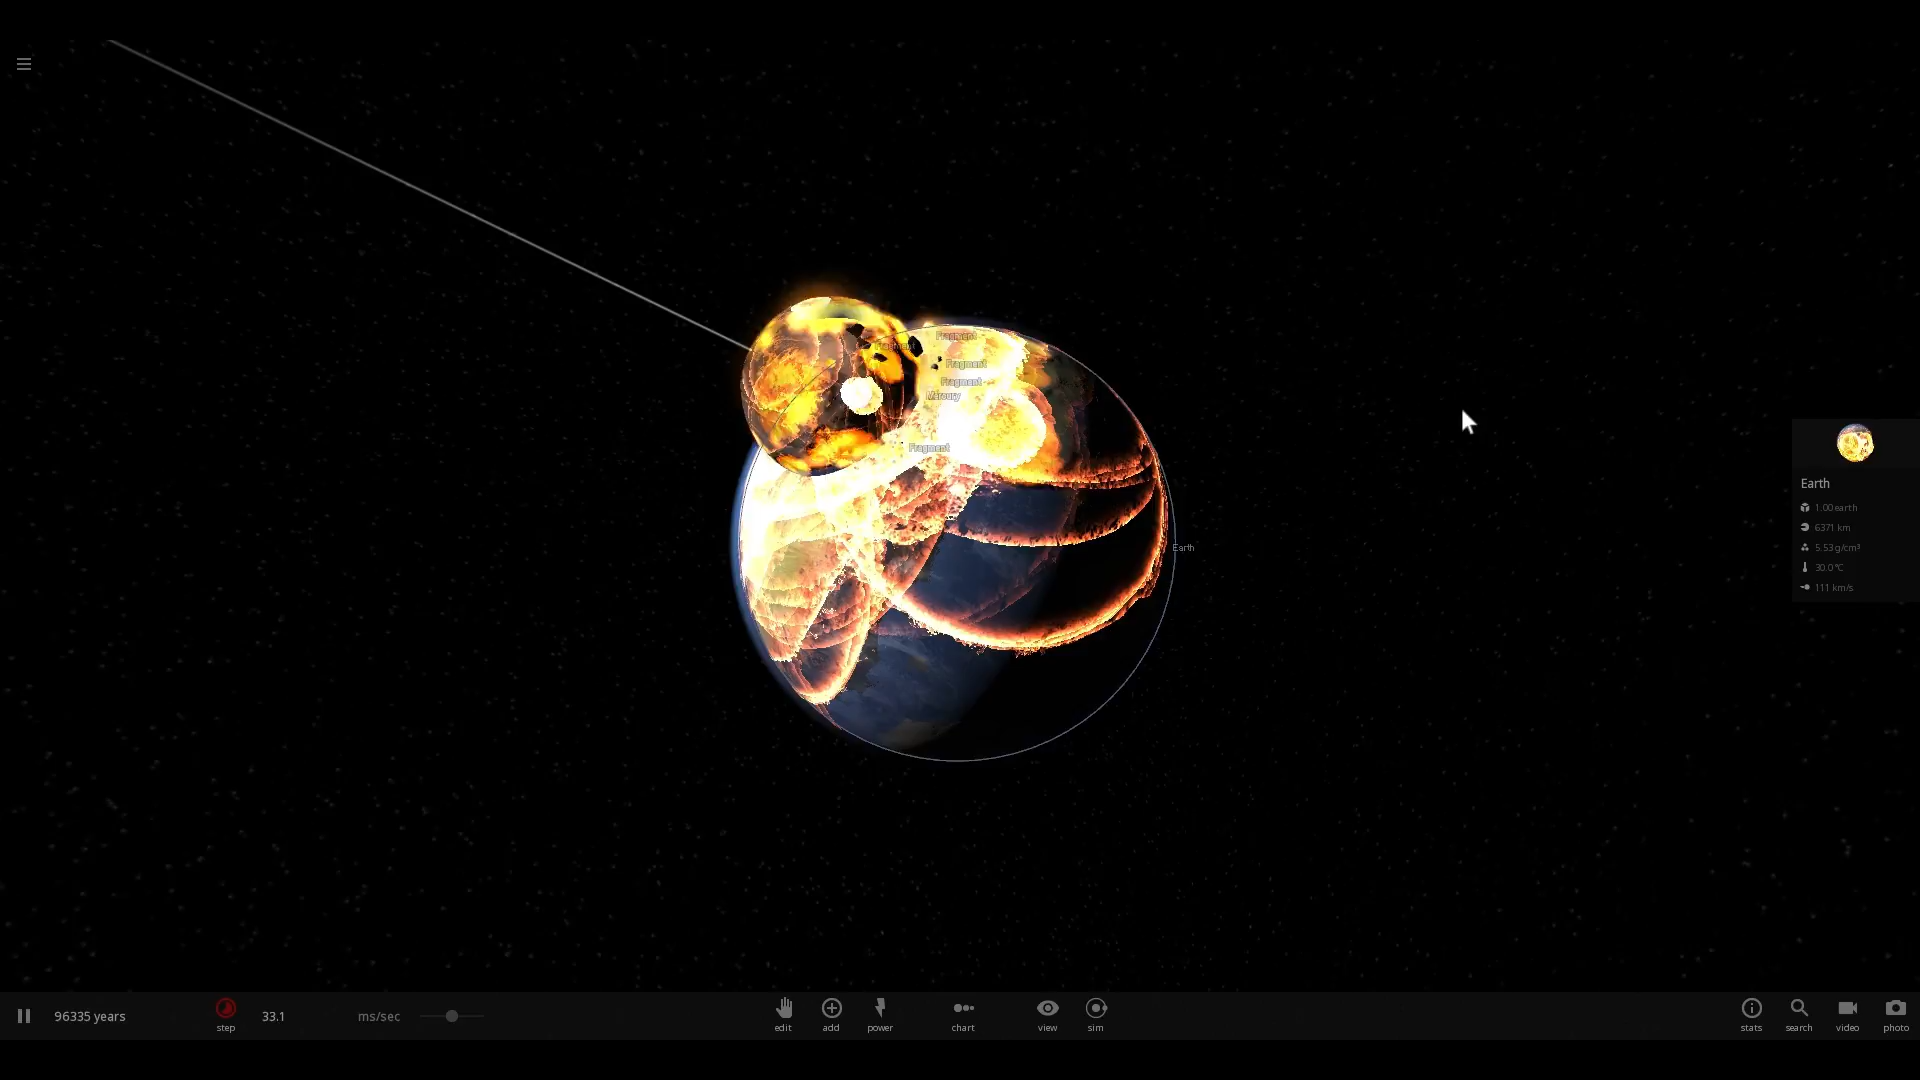 Fragment
Fragment
Fragment
Fragment
Mercury
Fragment
Earth
Earth
1.00 earth
6371 km
5.53 g/cm³
30.0 °C
111 km/s
96335 years
step
33.1
ms/sec
edit
add
power
chart
view
sim
stats
search
video
photo